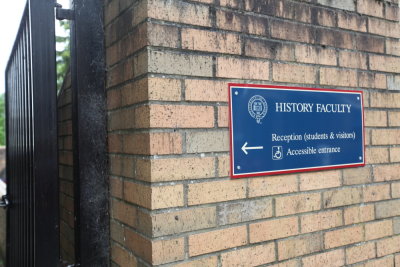 HISTORY FACULTY
Reception (students & visitors)
Accessible entrance